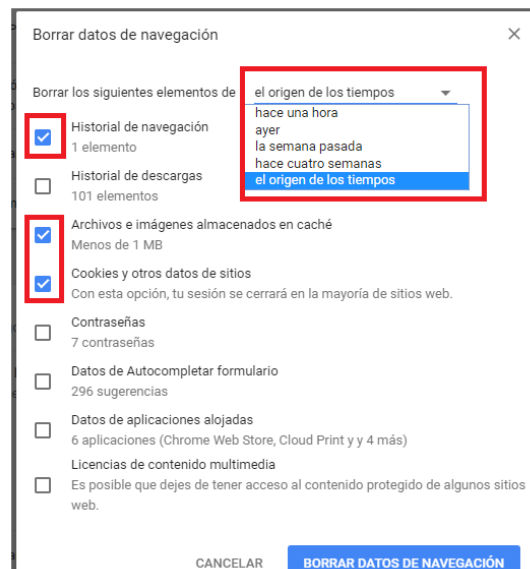 Borrar datos de navegación
Borrar los siguientes elementos de el origen de los tiempos
hace una hora
ayer
la semana pasada
hace cuatro semanas
el origen de los tiempos
Historial de navegación
1 elemento
Historial de descargas
101 elementos
Archivos e imágenes almacenados en caché
Menos de 1 MB
Cookies y otros datos de sitios
Con esta opción, tu sesión se cerrará en la mayoría de sitios web.
Contraseñas
7 contraseñas
Datos de Autocompletar formulario
296 sugerencias
Datos de aplicaciones alojadas
6 aplicaciones (Chrome Web Store, Cloud Print y y 4 más)
Licencias de contenido multimedia
Es posible que dejes de tener acceso al contenido protegido de algunos sitios
web.
CANCELAR BORRAR DATOS DE NAVEGACIÓN